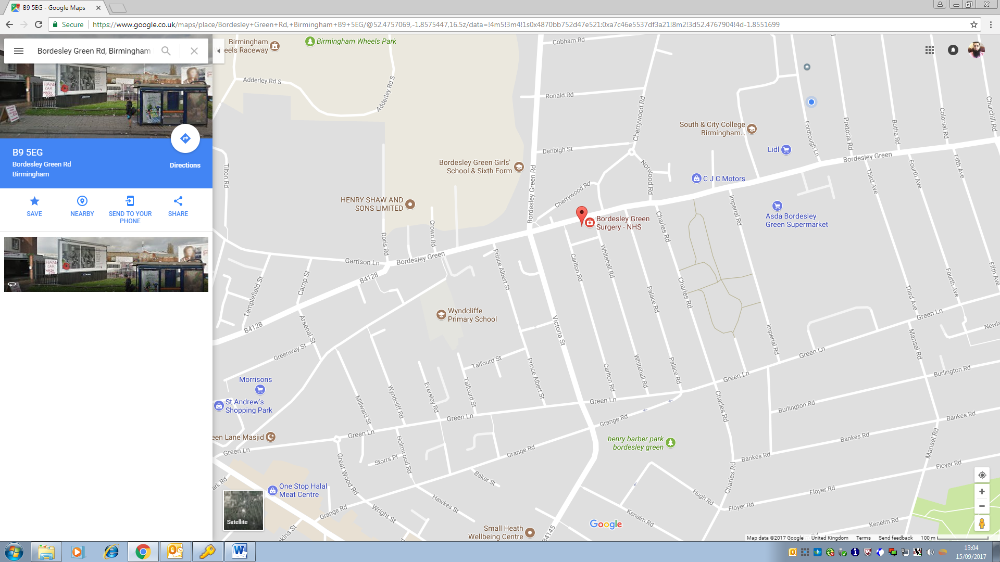 B9 5EG - Google Maps
Secure
https://www.google.co.uk/maps/place/Bordesley+Green+Rd,+Birmingham+B9+5EG/@52.4757069,-1.8575447,16.5z/data=!4m5!3m4!1s0x4870bb752d47e521:0xa7c46e5537df3a21!8m2!3d52.4767904!4d-1.8551699
Bordesley Green Rd, Birmingham
HAND
CAR
WASH
B9 5EG
Bordesley Green Rd
Birmingham
Directions
SAVE
NEARBY
SEND TO YOUR
PHONE
SHARE
HAND
CAR
WASH
Birmingham
eels Raceway
Birmingham Wheels Park
Cobham Rd
Adderley Rd S
Adderley Rd S
Ronald Rd
Cherrywood Rd
Churchill Rd
Colonial Rd
Botha Rd
Pretoria Rd
Fordrough Ln
South & City College
Birmingham...
Lidl
Denbigh St
Bordesley Green
Bordesley Green Girls'
School & Sixth Form
Bordesley Green Rd
Norwood Rd
Tilton Rd
C J C Motors
Third Ave
Fourth Ave
Fifth Ave
Cherrywood Rd
HENRY SHAW AND
SONS LIMITED
Imperial Rd
Asda Bordesley
Green Supermarket
Bordesley Green
Surgery - NHS
Charles Rd
Crown Rd
Doris Rd
Garrison Ln
Bordesley Green
B4128
Prince Albert St
Carlton Rd
Whitehall Rd
Camp St
Templefield St
Palace Rd
Charles Rd
Third Ave
Fourth Ave
Fifth Ave
Wyndcliffe
Primary School
Green Ln
Newla
B4128
Arsenal St
Victoria St
Imperial Rd
Mansel Rd
Greenway St
Talfourd St
Prince Albert St
Carlton Rd
Whitehall Rd
Palace Rd
Green Ln
Burlington Rd
Green Ln
Morrisons
St Andrew's
Shopping Park
Millward St
Wyndcliff Rd
Eversley Rd
Talfourd St
Green Ln
Charles Rd
Burlington Rd
Green Ln
Grange Rd
Bankes Rd
een Lane Masjid
Green Ln
Green Ln
Holmwood Rd
henry barber park
bordesley green
Bankes Rd
Mansel Rd
Storrs Pl
Grange Rd
Bankes Rd
Floyer Rd
Great Wood Rd
Baker St
Charles Rd
ark Rd
One Stop Halal
Meat Centre
Hugh Rd
Floyer Rd
Hawkes St
Floyer Rd
Grange Rd
Wright St
Kenelm Rd
Kenelm Rd
Satellite
Google
Small Heath
Wellbeing Centre
B4145
nkins St
Map data ©2017 Google
United Kingdom
Terms
Send feedback
100 m
13:04
15/09/2017